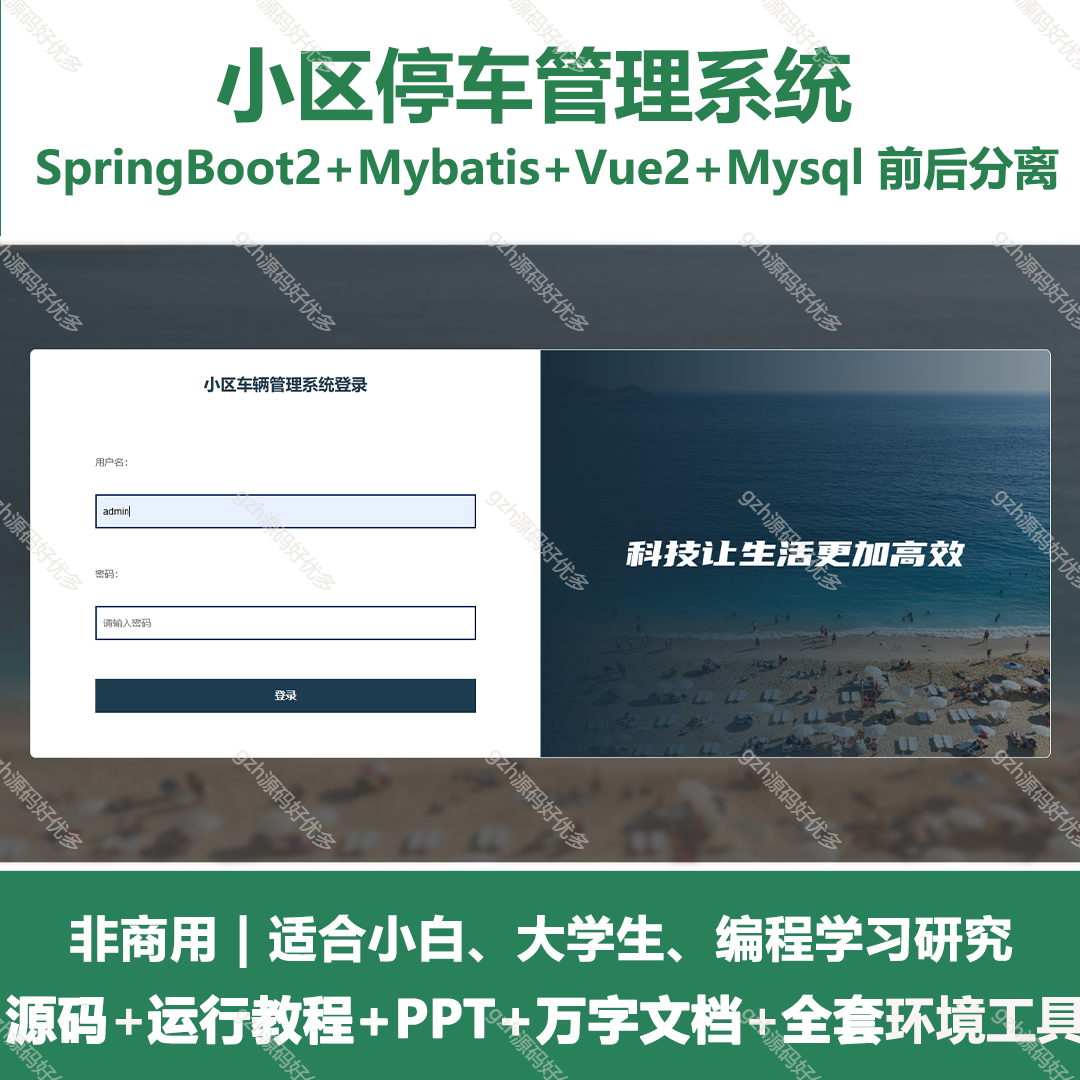 小区停车管理系统
SpringBoot2+Mybatis+Vue2+Mysql 前后分离
小区车辆管理系统登录
用户名:
admin
密码:
请输入密码
登录
科技让生活更加高效
非商用 | 适合小白、大学生、编程学习研究
源码+运行教程+PPT+万字文档+全套环境工具
gzh源码好优多